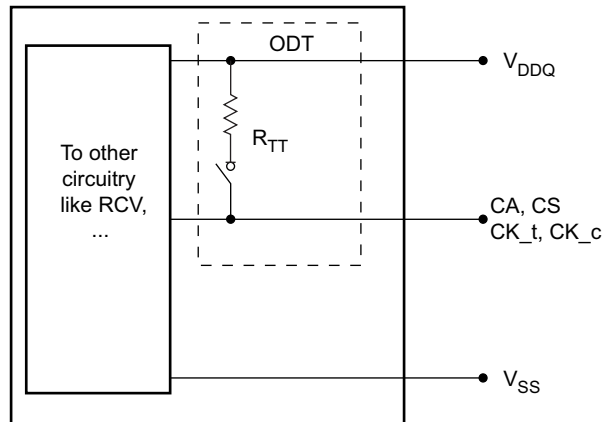 ODT
V_DDQ
R_TT
To other
circuitry
like RCV,
...
CA, CS
CK_t, CK_c
V_SS